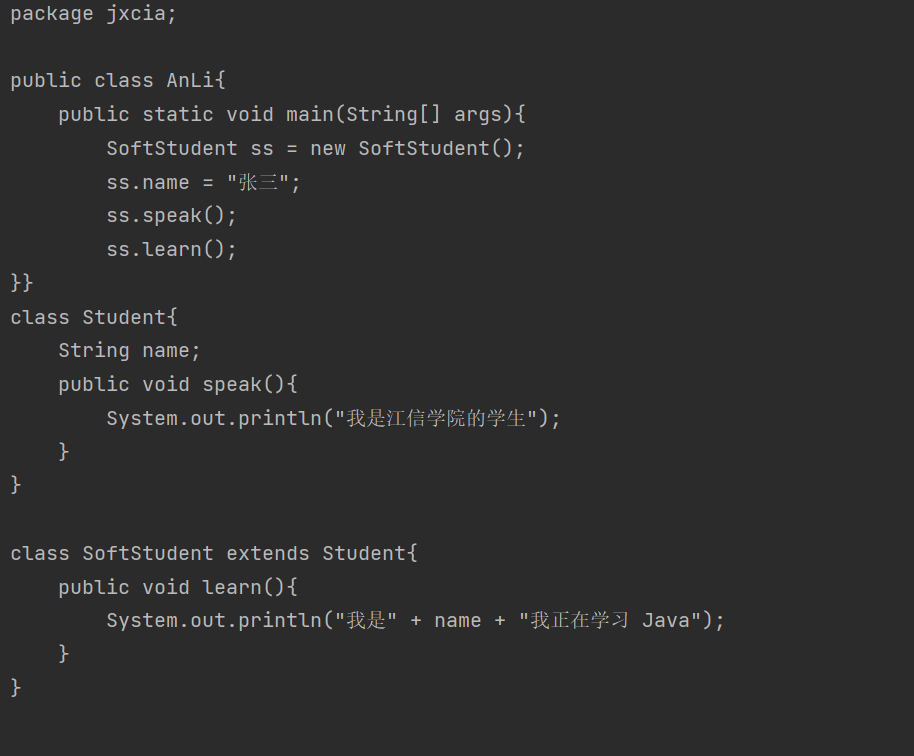 package jxcia;
public class AnLi{
    public static void main(String[] args){
        SoftStudent ss = new SoftStudent();
        ss.name = "张三";
        ss.speak();
        ss.learn();
}}
class Student{
    String name;
    public void speak(){
        System.out.println("我是江信学院的学生");
    }
}
class SoftStudent extends Student{
    public void learn(){
        System.out.println("我是" + name + "我正在学习 Java");
    }
}